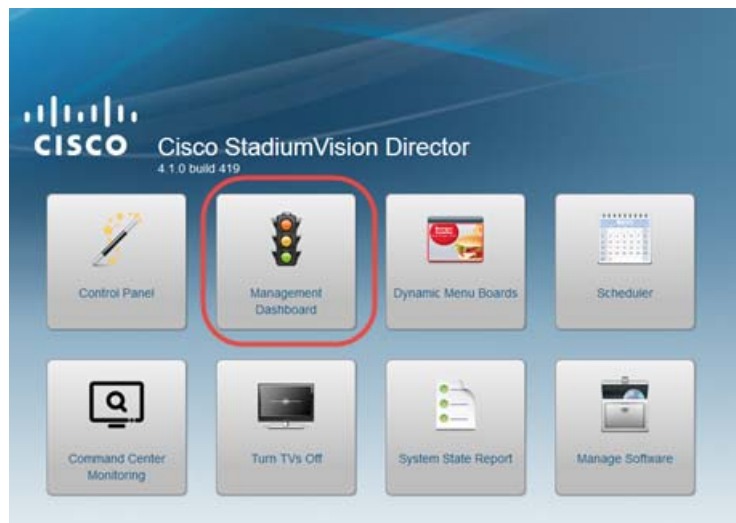 CISCO
Cisco StadiumVision Director
4.1.0 build 419
Control Panel
Management
Dashboard
Dynamic Menu Boards
Scheduler
Command Center
Monitoring
Turn TVs Off
System State Report
Manage Software